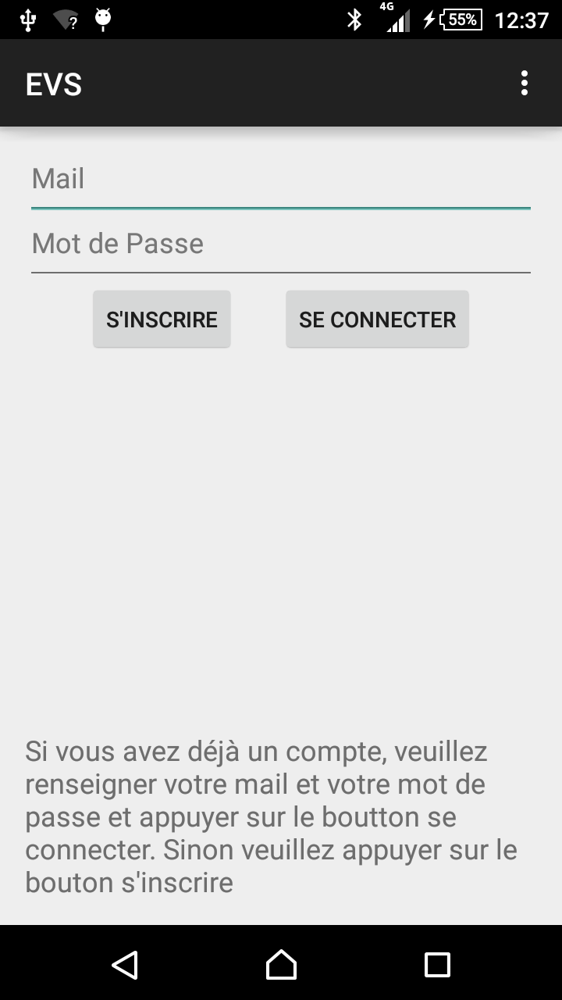 4G
55%
12:37
EVS
Mail
Mot de Passe
S'INSCRIRE
SE CONNECTER
Si vous avez déjà un compte, veuillez
renseigner votre mail et votre mot de
passe et appuyer sur le boutton se
connecter. Sinon veuillez appuyer sur le
bouton s'inscrire